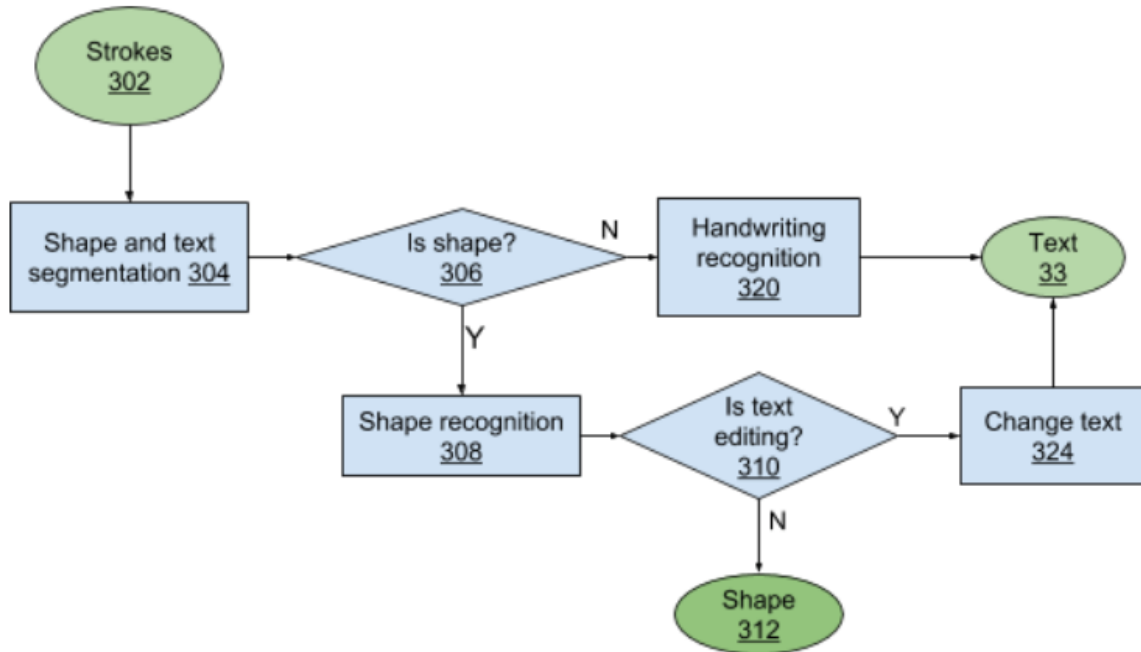 Strokes
302
Shape and text
segmentation 304
Is shape?
306
N
Handwriting
recognition
320
Text
33
Y
Shape recognition
308
Is text
editing?
310
Y
Change text
324
N
Shape
312